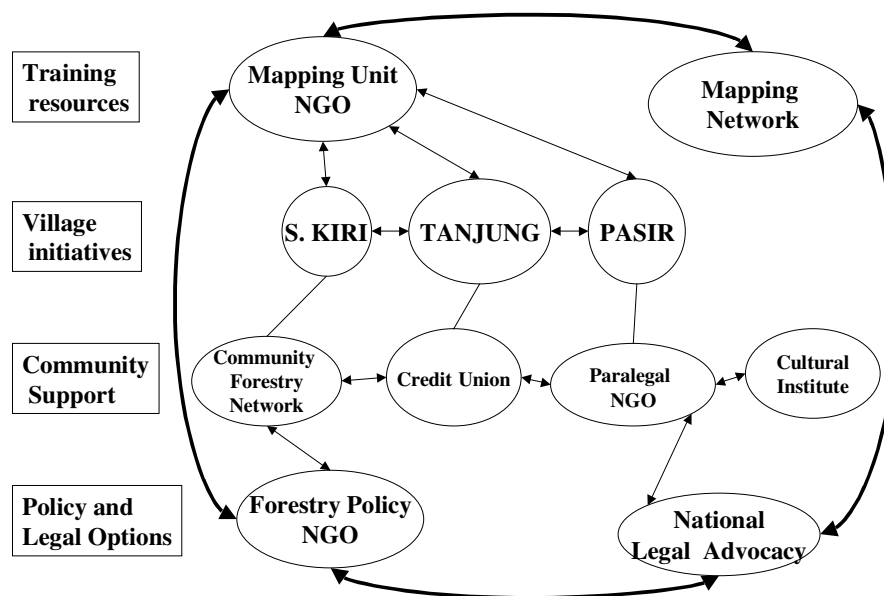 Training
resources
Mapping Unit
NGO
Mapping
Network
Village
initiatives
S. KIRI
TANJUNG
PASIR
Community
Support
Community
Forestry
Network
Credit Union
Paralegal
NGO
Cultural
Institute
Policy and
Legal Options
Forestry Policy
NGO
National
Legal Advocacy